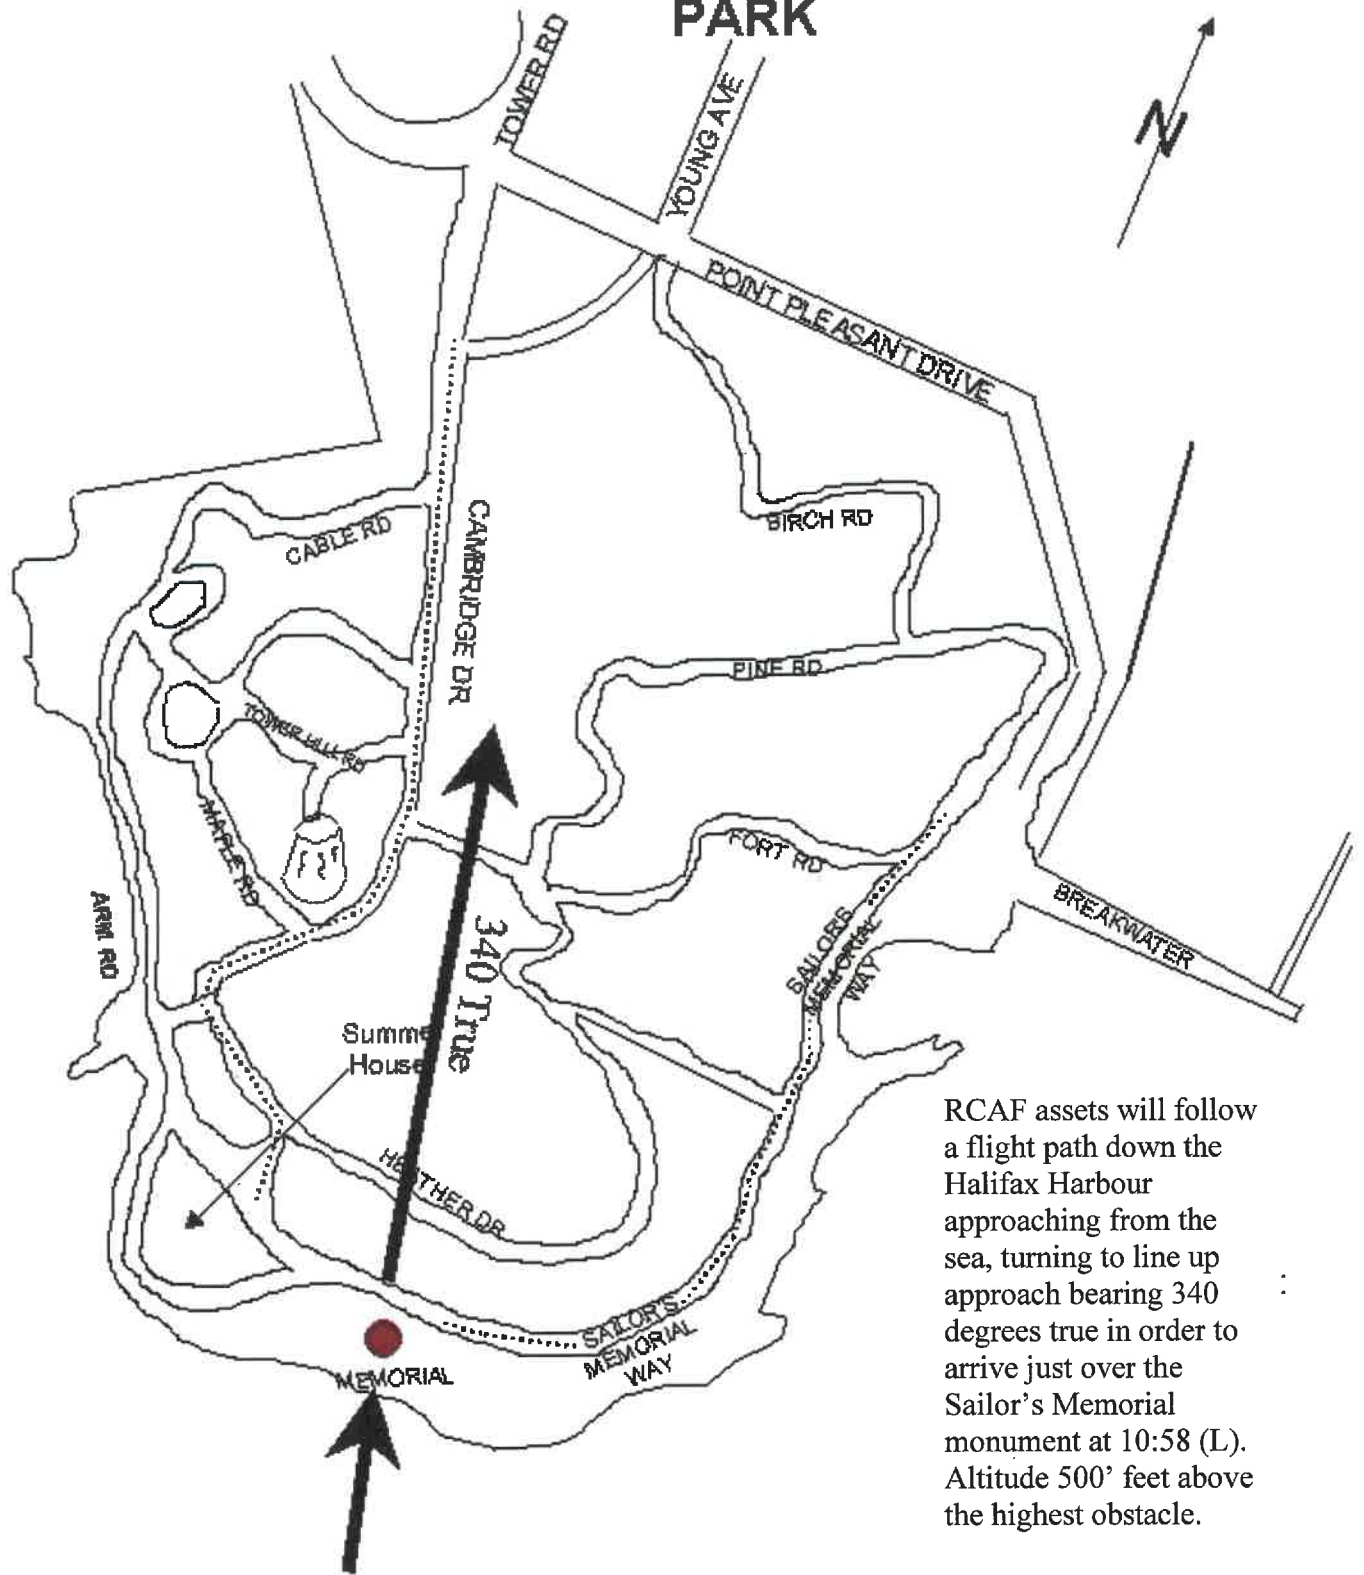 PARK
TOWER RD
YOUNG AVE
N
POINT PLEASANT DRIVE
CAMBRIDGE DR
CABLE RD
BIRCH RD
PINE RD
TOWER HILL RD
MAPLE RD
FORT RD
ARM RD
340 True
SAILORS
MEMORIAL
WAY
BREAKWATER
Summe
House
HEATHER DR
SAILOR'S
MEMORIAL
WAY
MEMORIAL
RCAF assets will follow
a flight path down the
Halifax Harbour
approaching from the
sea, turning to line up
approach bearing 340
degrees true in order to
arrive just over the
Sailor's Memorial
monument at 10:58 (L).
Altitude 500' feet above
the highest obstacle.